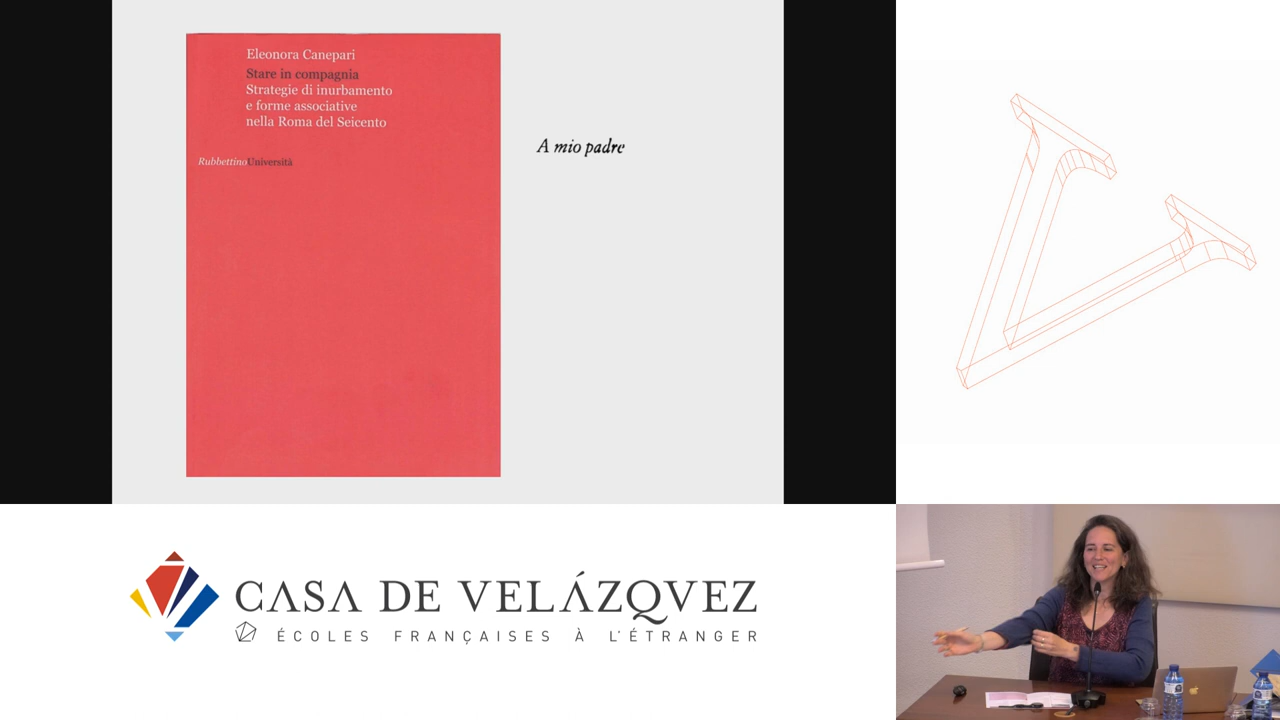 Eleonora Canepari
Stare in compagnia
Strategie di inurbamento
e forme associative
nella Roma del Seicento
RubbettinoUniversità
A mio padre
CASA DE VELÁZQVEZ
ÉCOLES FRANÇAISES À L'ÉTRANGER